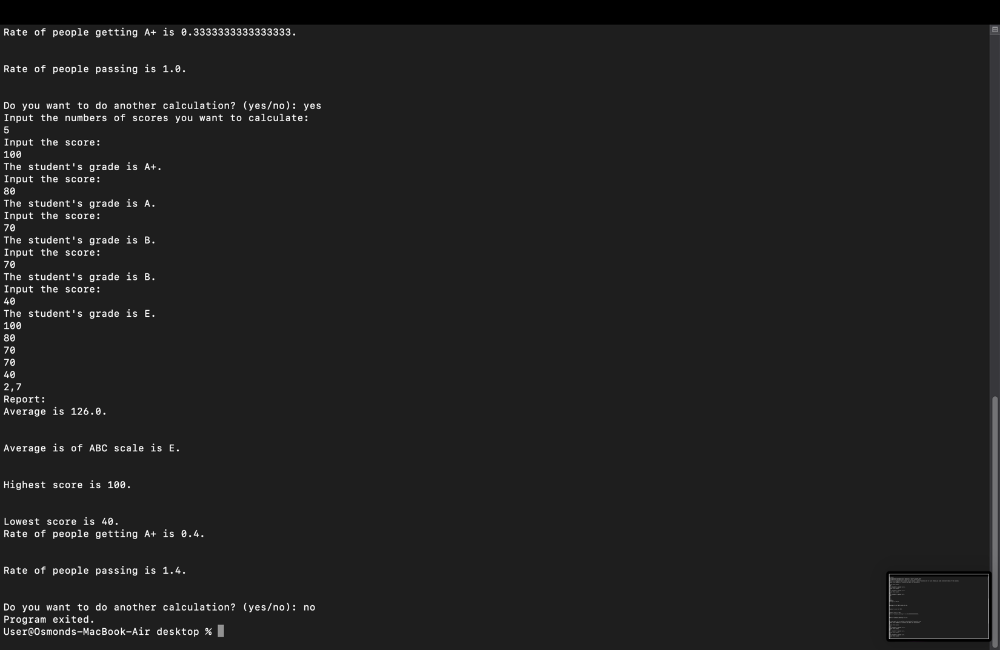 Rate of people getting A+ is 0.3333333333333333.
Rate of people passing is 1.0.
Do you want to do another calculation? (yes/no): yes
Input the numbers of scores you want to calculate:
5
Input the score:
100
The student's grade is A+.
Input the score:
80
The student's grade is A.
Input the score:
70
The student's grade is B.
Input the score:
70
The student's grade is B.
Input the score:
40
The student's grade is E.
100
80
70
70
40
2,7
Report:
Average is 126.0.
Average is of ABC scale is E.
Highest score is 100.
Lowest score is 40.
Rate of people getting A+ is 0.4.
Rate of people passing is 1.4.
Do you want to do another calculation? (yes/no): no
Program exited.
User@Osmonds-MacBook-Air desktop %